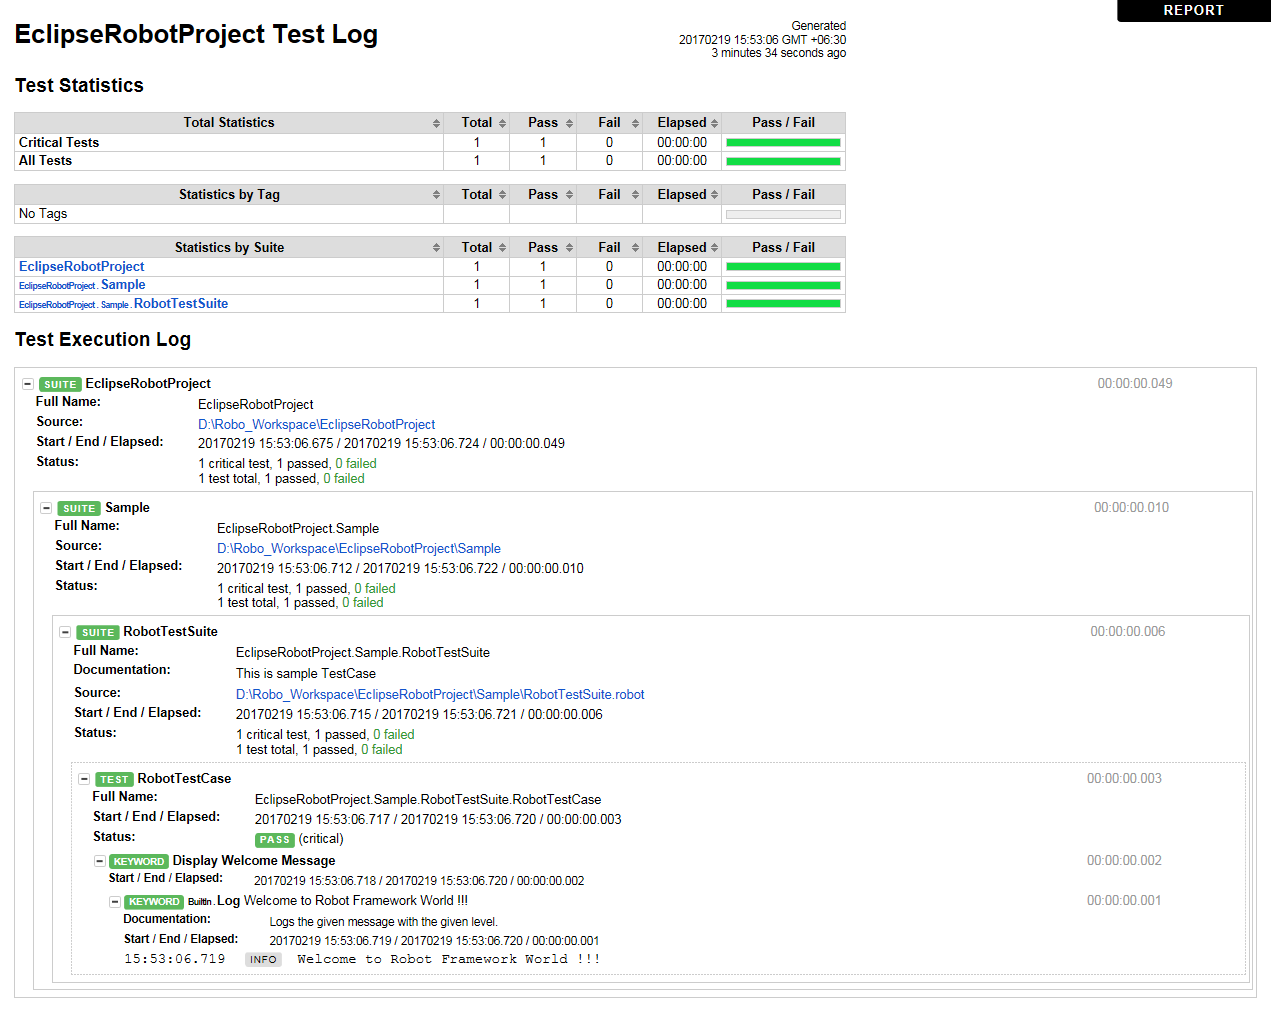 REPORT
EclipseRobotProject Test Log
Generated
20170219 15:53:06 GMT +06:30
3 minutes 34 seconds ago
Test Statistics
Total Statistics Total Pass Fail Elapsed Pass / Fail
Critical Tests 1 1 0 00:00:00
All Tests 1 1 0 00:00:00
Statistics by Tag Total Pass Fail Elapsed Pass / Fail
No Tags
Statistics by Suite Total Pass Fail Elapsed Pass / Fail
EclipseRobotProject 1 1 0 00:00:00
EclipseRobotProject . Sample 1 1 0 00:00:00
EclipseRobotProject . Sample . RobotTestSuite 1 1 0 00:00:00
Test Execution Log
SUITE EclipseRobotProject 00:00:00.049
Full Name: EclipseRobotProject
Source: D:\Robo_Workspace\EclipseRobotProject
Start / End / Elapsed: 20170219 15:53:06.675 / 20170219 15:53:06.724 / 00:00:00.049
Status: 1 critical test, 1 passed, 0 failed
1 test total, 1 passed, 0 failed
SUITE Sample 00:00:00.010
Full Name: EclipseRobotProject.Sample
Source: D:\Robo_Workspace\EclipseRobotProject\Sample
Start / End / Elapsed: 20170219 15:53:06.712 / 20170219 15:53:06.722 / 00:00:00.010
Status: 1 critical test, 1 passed, 0 failed
1 test total, 1 passed, 0 failed
SUITE RobotTestSuite 00:00:00.006
Full Name: EclipseRobotProject.Sample.RobotTestSuite
Documentation: This is sample TestCase
Source: D:\Robo_Workspace\EclipseRobotProject\Sample\RobotTestSuite.robot
Start / End / Elapsed: 20170219 15:53:06.715 / 20170219 15:53:06.721 / 00:00:00.006
Status: 1 critical test, 1 passed, 0 failed
1 test total, 1 passed, 0 failed
TEST RobotTestCase 00:00:00.003
Full Name: EclipseRobotProject.Sample.RobotTestSuite.RobotTestCase
Start / End / Elapsed: 20170219 15:53:06.717 / 20170219 15:53:06.720 / 00:00:00.003
Status: PASS (critical)
KEYWORD Display Welcome Message 00:00:00.002
Start / End / Elapsed: 20170219 15:53:06.718 / 20170219 15:53:06.720 / 00:00:00.002
KEYWORD BuiltIn . Log Welcome to Robot Framework World !!! 00:00:00.001
Documentation: Logs the given message with the given level.
Start / End / Elapsed: 20170219 15:53:06.719 / 20170219 15:53:06.720 / 00:00:00.001
15:53:06.719 INFO Welcome to Robot Framework World !!!